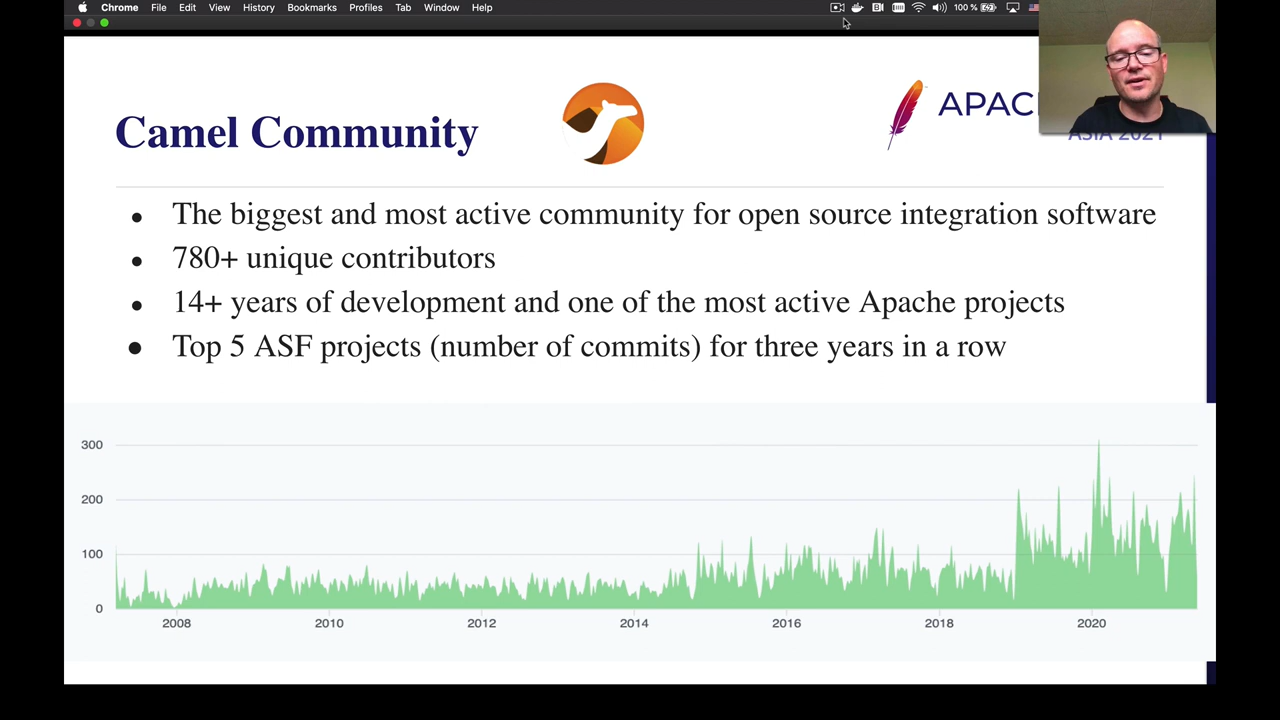 Chrome File Edit View History Bookmarks Profiles Tab Window Help 100 %
Camel Community
APAC
ASIA 2021
The biggest and most active community for open source integration software
780+ unique contributors
14+ years of development and one of the most active Apache projects
Top 5 ASF projects (number of commits) for three years in a row
300
200
100
0
2008 2010 2012 2014 2016 2018 2020